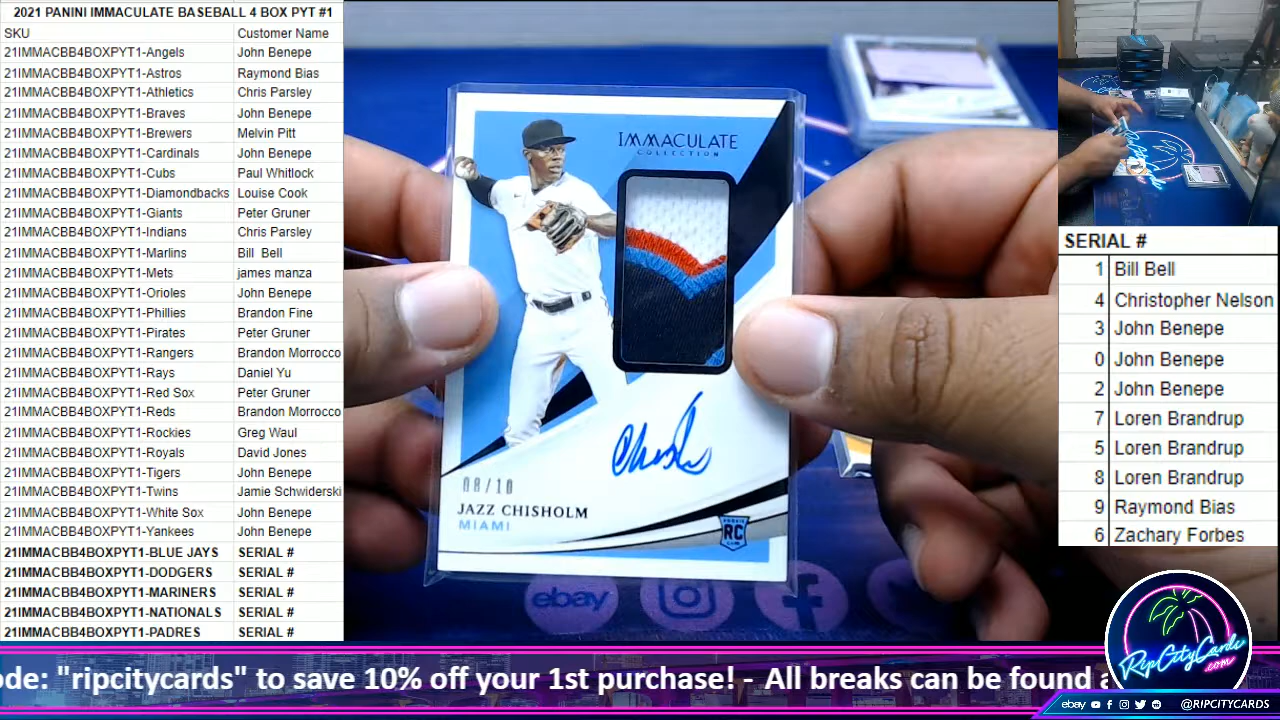 2021 PANINI IMMACULATE BASEBALL 4 BOX PYT #1
SKU Customer Name
21IMMACBB4BOXPYT1-Angels John Benepe
21IMMACBB4BOXPYT1-Astros Raymond Bias
21IMMACBB4BOXPYT1-Athletics Chris Parsley
21IMMACBB4BOXPYT1-Braves John Benepe
21IMMACBB4BOXPYT1-Brewers Melvin Pitt
21IMMACBB4BOXPYT1-Cardinals John Benepe
21IMMACBB4BOXPYT1-Cubs Paul Whitlock
21IMMACBB4BOXPYT1-Diamondbacks Louise Cook
21IMMACBB4BOXPYT1-Giants Peter Gruner
21IMMACBB4BOXPYT1-Indians Chris Parsley
21IMMACBB4BOXPYT1-Marlins Bill Bell
21IMMACBB4BOXPYT1-Mets james manza
21IMMACBB4BOXPYT1-Orioles John Benepe
21IMMACBB4BOXPYT1-Phillies Brandon Fine
21IMMACBB4BOXPYT1-Pirates Peter Gruner
21IMMACBB4BOXPYT1-Rangers Brandon Morrocco
21IMMACBB4BOXPYT1-Rays Daniel Yu
21IMMACBB4BOXPYT1-Red Sox Peter Gruner
21IMMACBB4BOXPYT1-Reds Brandon Morrocco
21IMMACBB4BOXPYT1-Rockies Greg Waul
21IMMACBB4BOXPYT1-Royals David Jones
21IMMACBB4BOXPYT1-Tigers John Benepe
21IMMACBB4BOXPYT1-Twins Jamie Schwiderski
21IMMACBB4BOXPYT1-White Sox John Benepe
21IMMACBB4BOXPYT1-Yankees John Benepe
21IMMACBB4BOXPYT1-BLUE JAYS SERIAL #
21IMMACBB4BOXPYT1-DODGERS SERIAL #
21IMMACBB4BOXPYT1-MARINERS SERIAL #
21IMMACBB4BOXPYT1-NATIONALS SERIAL #
21IMMACBB4BOXPYT1-PADRES SERIAL #
IMMACULATE
COLLECTION
08/10
JAZZ CHISHOLM
MIAMI
ROOKIE
RC
ebay
SERIAL #
1 Bill Bell
4 Christopher Nelson
3 John Benepe
0 John Benepe
2 John Benepe
7 Loren Brandrup
5 Loren Brandrup
8 Loren Brandrup
9 Raymond Bias
6 Zachary Forbes
ode: "ripcitycards" to save 10% off your 1st purchase! - All breaks can be found a
RipCityCards
.com
ebay @RIPCITYCARDS